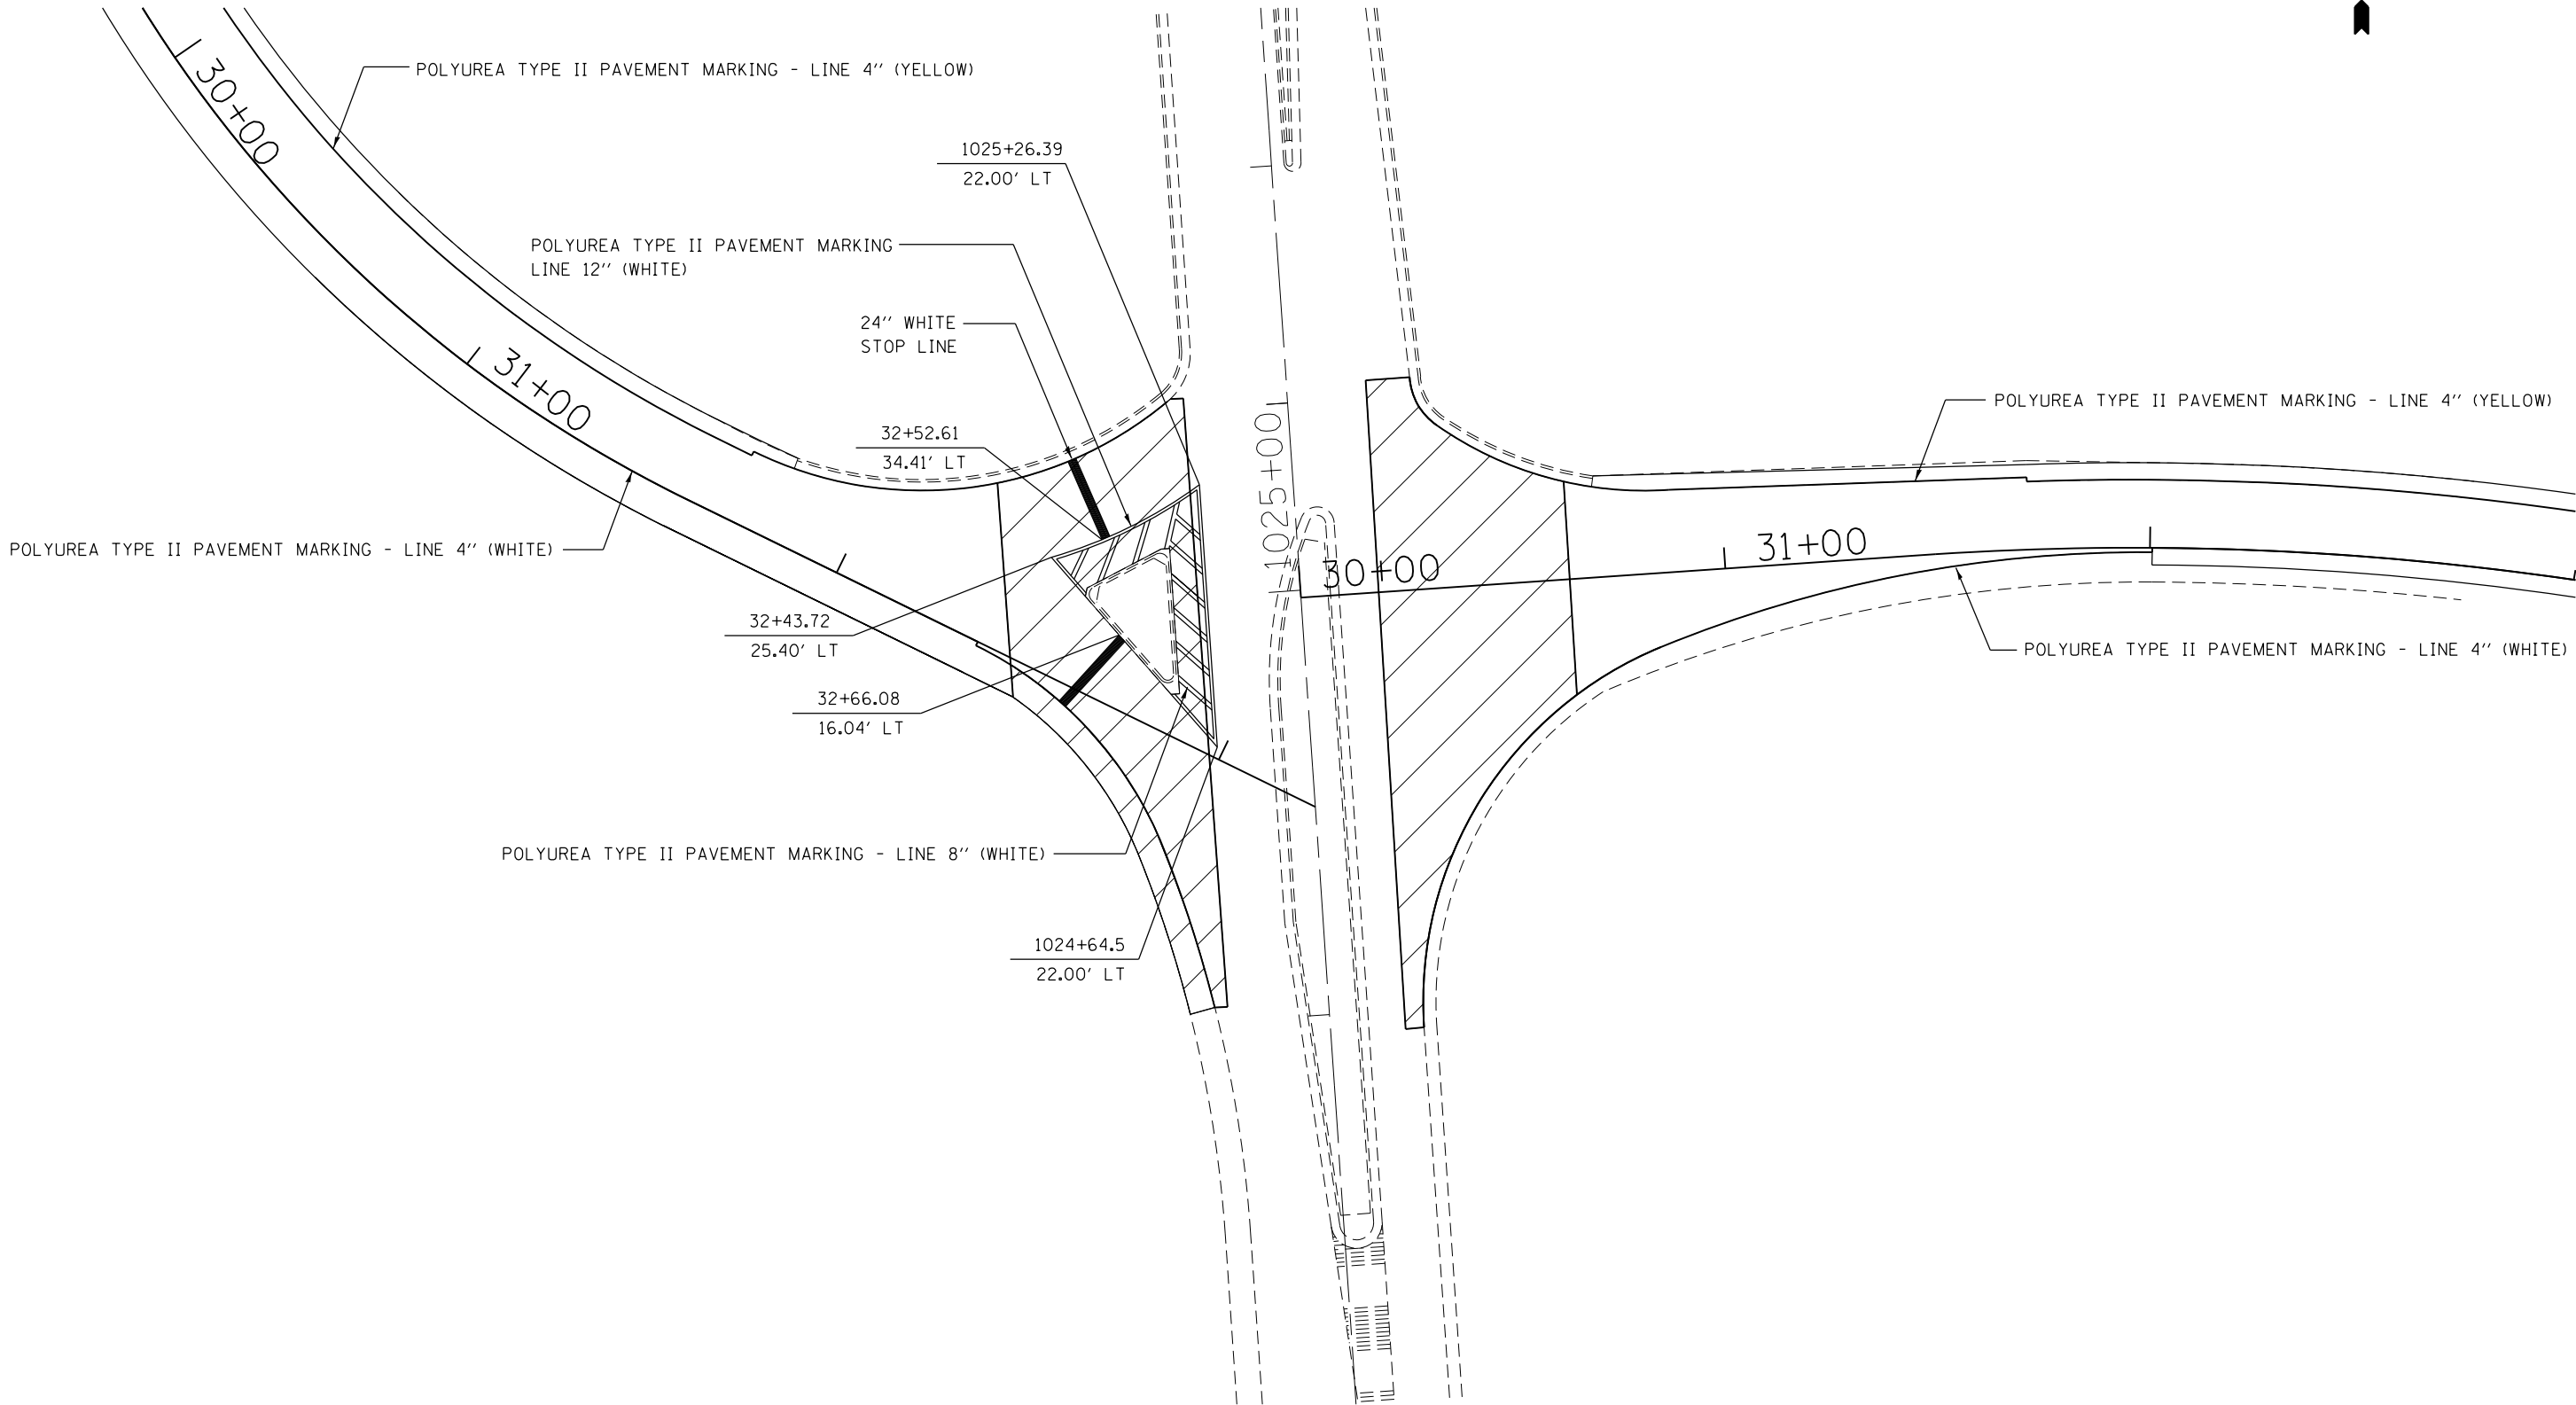 POLYUREA TYPE II PAVEMENT MARKING - LINE 4" (YELLOW)
30+00
1025+26.39
22.00' LT
POLYUREA TYPE II PAVEMENT MARKING
LINE 12" (WHITE)
24" WHITE
STOP LINE
31+00
32+52.61
34.41' LT
POLYUREA TYPE II PAVEMENT MARKING - LINE 4" (YELLOW)
1025+00
POLYUREA TYPE II PAVEMENT MARKING - LINE 4" (WHITE)
30+00
31+00
32+43.72
25.40' LT
POLYUREA TYPE II PAVEMENT MARKING - LINE 4" (WHITE)
32+66.08
16.04' LT
POLYUREA TYPE II PAVEMENT MARKING - LINE 8" (WHITE)
1024+64.5
22.00' LT